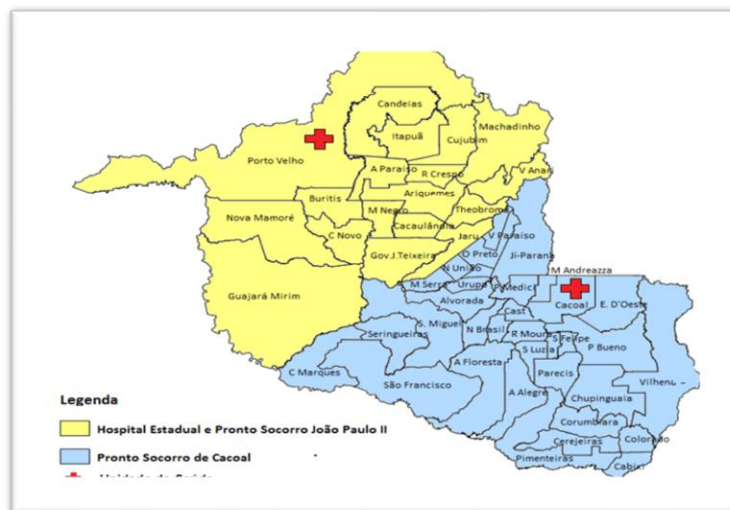 Candeias
Itapuã
Cujubim
Machadinho
Porto Velho
A Paraiso
R Crespo
V Anari
Buritis
Ariquemes
Nova Mamoré
M Negro
Theobroma
Cacaulândia
C Novo
Jaru
V Paraiso
Gov.J.Teixeira
O Preto
Ji-Paraná
N União
M Andreazza
Guajará Mirim
M Serra
Urupá
P Medici
Cacoal
E. D'Oeste
Alvorada
Cast
S. Miguel
Seringueiras
N Brasil
R Moura
S Felipe
P Bueno
S Luzia
A Floresta
C Marques
São Francisco
Parecis
Vilhena
A Alegre
Chupinguaia
Corumbiara
Cerejeiras
Colorado
Pimenteiras
Cabixi
Legenda
Hospital Estadual e Pronto Socorro João Paulo II
Pronto Socorro de Cacoal